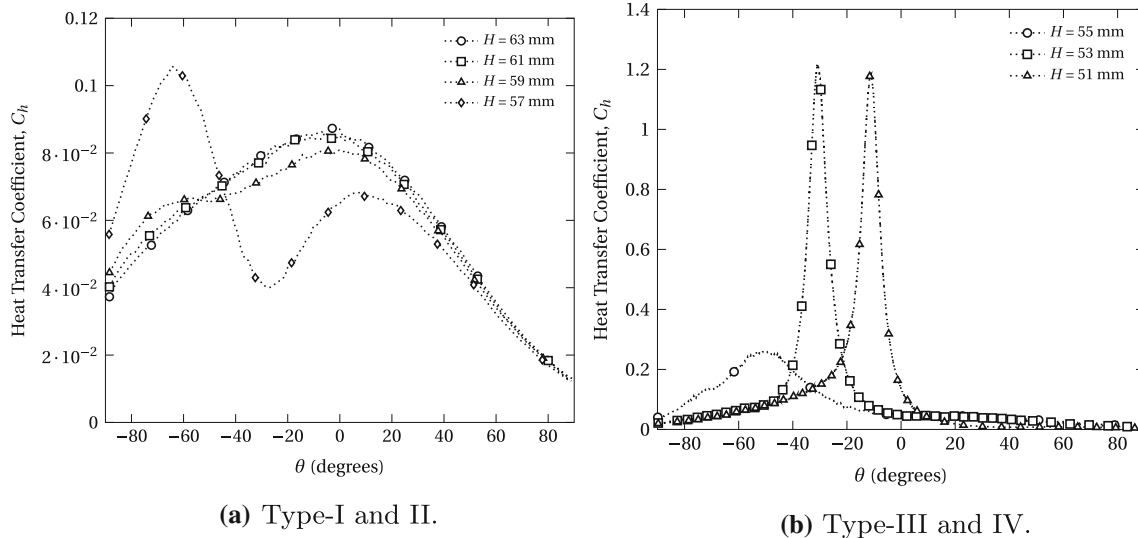 0.12
0.1
8·10⁻²
6·10⁻²
4·10⁻²
2·10⁻²
0
Heat Transfer Coefficient, Cₕ
H = 63 mm
H = 61 mm
H = 59 mm
H = 57 mm
−80 −60 −40 −20 0 20 40 60 80
θ (degrees)
(a) Type-I and II.
1.4
1.2
1
0.8
0.6
0.4
0.2
0
Heat Transfer Coefficient, Cₕ
H = 55 mm
H = 53 mm
H = 51 mm
−80 −60 −40 −20 0 20 40 60 80
θ (degrees)
(b) Type-III and IV.